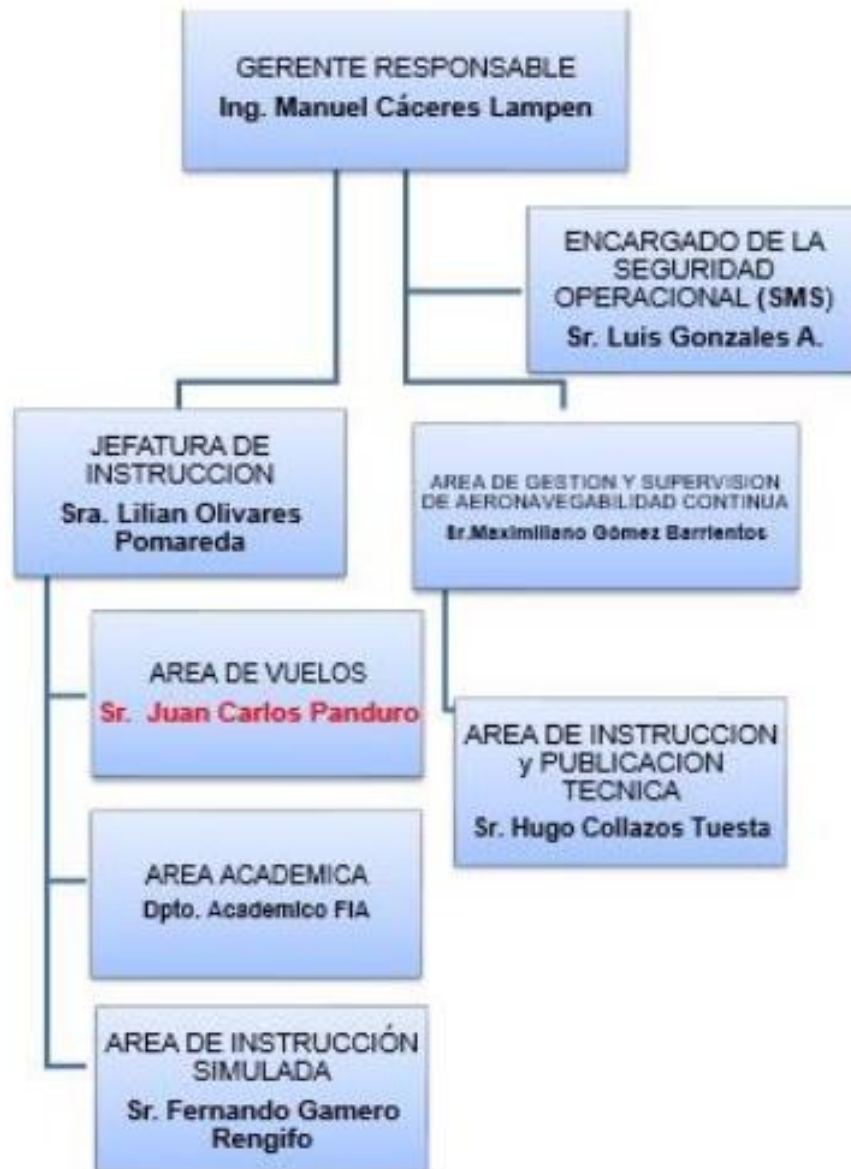 GERENTE RESPONSABLE
Ing. Manuel Cáceres Lampen
ENCARGADO DE LA
SEGURIDAD
OPERACIONAL (SMS)
Sr. Luis Gonzales A.
JEFATURA DE
INSTRUCCION
Sra. Lilian Olivares
Pomareda
AREA DE GESTION Y SUPERVISION
DE AERONAVEGABILIDAD CONTINUA
Sr.Maximiliano Gómez Barrientos
AREA DE VUELOS
Sr. Juan Carlos Panduro
AREA DE INSTRUCCION
y PUBLICACION
TECNICA
Sr. Hugo Collazos Tuesta
AREA ACADEMICA
Dpto. Academico FIA
AREA DE INSTRUCCIÓN
SIMULADA
Sr. Fernando Gamero
Rengifo